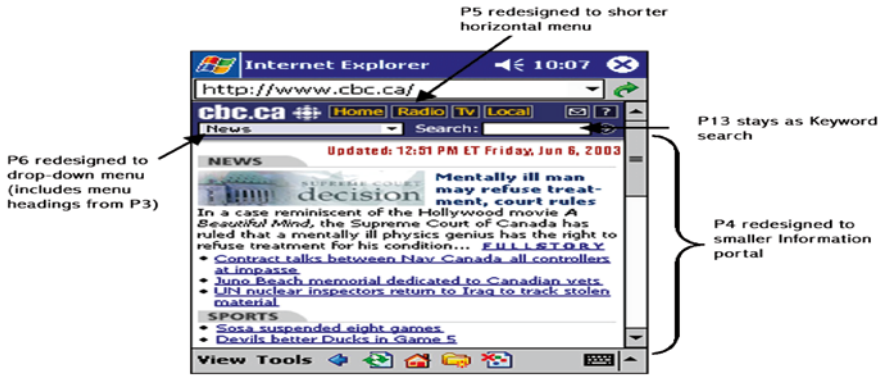 P5 redesigned to shorter
horizontal menu
Internet Explorer 10:07
http://www.cbc.ca/
cbc.ca Home Radio Tv Local ?
News Search:
P13 stays as Keyword
search
Updated: 12:51 PM ET Friday, Jun 6, 2003
NEWS
P6 redesigned to
drop-down menu
(includes menu
headings from P3)
SUPREME COURT
decision
Mentally ill man
may refuse treat-
ment, court rules
In a case reminiscent of the Hollywood movie A
Beautiful Mind, the Supreme Court of Canada has
ruled that a mentally ill physics genius has the right to
refuse treatment for his condition... FULLSTORY
• Contract talks between Nav Canada all controllers
at impasse
• Juno Beach memorial dedicated to Canadian vets.
• UN nuclear inspectors return to Iraq to track stolen
material
P4 redesigned to
smaller Information
portal
SPORTS
• Sosa suspended eight games
• Devils better Ducks in Game 5
View Tools